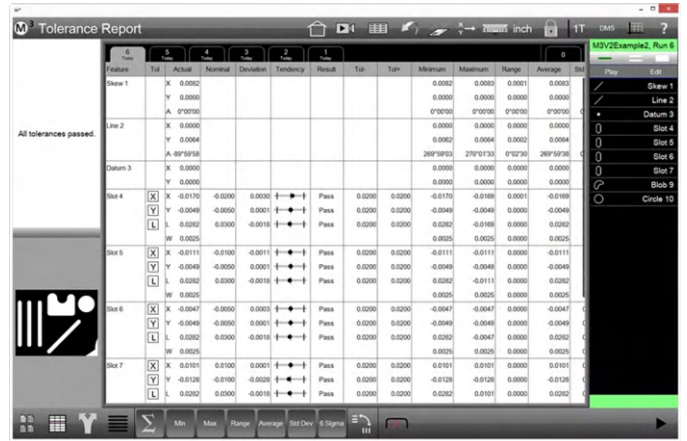 M³ Tolerance Report inch 1T DMS ?
M3V2Example2, Run 6
6 Today 5 Today 4 Today 3 Today 2 Today 1 Today 0
Play Edit
Feature Tol. Actual Nominal Deviation Tendency Result Tol- Tol+ Minimum Maximum Range Average Std
All tolerances passed.
Skew 1 X 0.0082 0.0082 0.0083 0.0001 0.0083
Y 0.0000 0.0000 0.0000 0.0000 0.0000
A 0°00'00 0°00'00 0°00'00 0°00'00 0°00'00
Line 2 X 0.0000 0.0000 0.0000 0.0000 0.0000
Y 0.0064 0.0062 0.0064 0.0002 0.0064
A -89°59'58 269°58'03 270°01'33 0°02'30 269°59'38
Datum 3 X 0.0000 0.0000 0.0000 0.0000 0.0000
Y 0.0000 0.0000 0.0000 0.0000 0.0000
Slot 4 X X -0.0170 -0.0200 0.0030 Pass 0.0200 0.0200 -0.0170 -0.0169 0.0001 -0.0169
Y Y -0.0049 -0.0050 0.0001 Pass 0.0200 0.0200 -0.0049 -0.0049 0.0000 -0.0049
L L 0.0282 0.0300 -0.0018 Pass 0.0200 0.0200 0.0282 -0.0169 0.0000 0.0282
W 0.0025 0.0025 0.0025 0.0000 0.0025
Slot 5 X X -0.0111 -0.0100 -0.0011 Pass 0.0200 0.0200 -0.0111 -0.0111 0.0000 -0.0111
Y Y -0.0049 -0.0050 0.0001 Pass 0.0200 0.0200 -0.0049 -0.0049 0.0000 -0.0049
L L 0.0282 0.0300 -0.0018 Pass 0.0200 0.0200 0.0282 -0.0111 0.0000 0.0282
W 0.0025 0.0025 0.0025 0.0000 0.0025
Slot 6 X X -0.0047 -0.0050 0.0003 Pass 0.0200 0.0200 -0.0047 -0.0047 0.0000 -0.0047
Y Y -0.0049 -0.0050 0.0001 Pass 0.0200 0.0200 -0.0049 -0.0049 0.0000 -0.0049
L L 0.0282 0.0300 -0.0018 Pass 0.0200 0.0200 0.0282 -0.0047 0.0000 0.0282
W 0.0025 0.0025 0.0025 0.0000 0.0025
Slot 7 X X 0.0101 0.0100 0.0001 Pass 0.0200 0.0200 0.0101 0.0101 0.0000 0.0101
Y Y -0.0128 -0.0100 -0.0028 Pass 0.0200 0.0200 -0.0128 -0.0128 0.0000 -0.0128
L L 0.0282 0.0300 -0.0018 Pass 0.0200 0.0200 0.0282 0.0101 0.0000 0.0282
Skew 1
Line 2
Datum 3
Slot 4
Slot 5
Slot 6
Slot 7
Blob 9
Circle 10
Σ Min Max Range Average Std Dev 6 Sigma